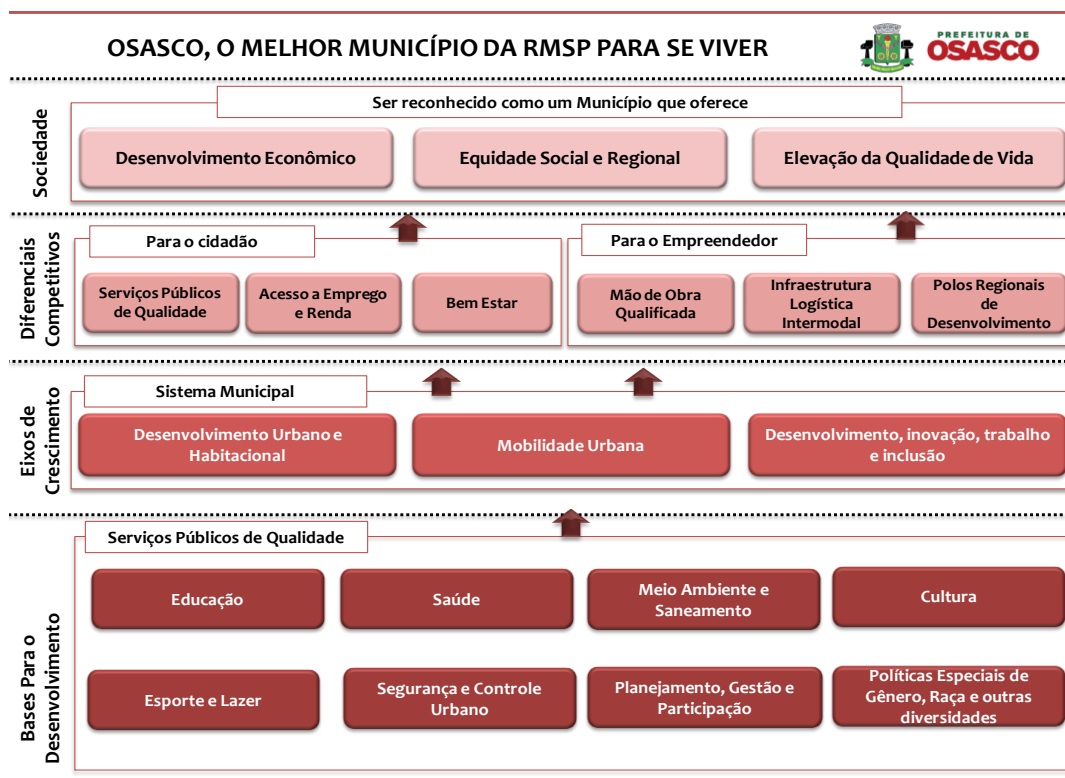 OSASCO, O MELHOR MUNICÍPIO DA RMSP PARA SE VIVER
PREFEITURA DE
OSASCO
Sociedade
Ser reconhecido como um Município que oferece
Desenvolvimento Econômico
Equidade Social e Regional
Elevação da Qualidade de Vida
Diferenciais
Competitivos
Para o cidadão
Serviços Públicos
de Qualidade
Acesso a Emprego
e Renda
Bem Estar
Para o Empreendedor
Mão de Obra
Qualificada
Infraestrutura
Logística
Intermodal
Polos Regionais
de
Desenvolvimento
Eixos de
Crescimento
Sistema Municipal
Desenvolvimento Urbano e
Habitacional
Mobilidade Urbana
Desenvolvimento, inovação, trabalho
e inclusão
Bases Para o
Desenvolvimento
Serviços Públicos de Qualidade
Educação
Saúde
Meio Ambiente e
Saneamento
Cultura
Esporte e Lazer
Segurança e Controle
Urbano
Planejamento, Gestão e
Participação
Políticas Especiais de
Gênero, Raça e outras
diversidades